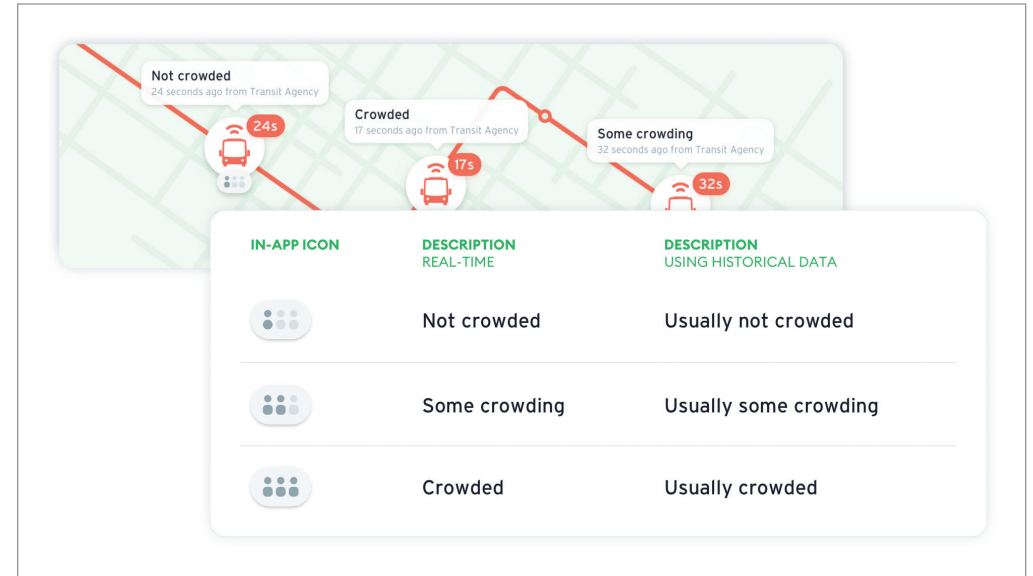 Not crowded
24 seconds ago from Transit Agency
24s
Crowded
17 seconds ago from Transit Agency
17s
Some crowding
32 seconds ago from Transit Agency
32s
IN-APP ICON
DESCRIPTION
REAL-TIME
DESCRIPTION
USING HISTORICAL DATA
Not crowded
Usually not crowded
Some crowding
Usually some crowding
Crowded
Usually crowded